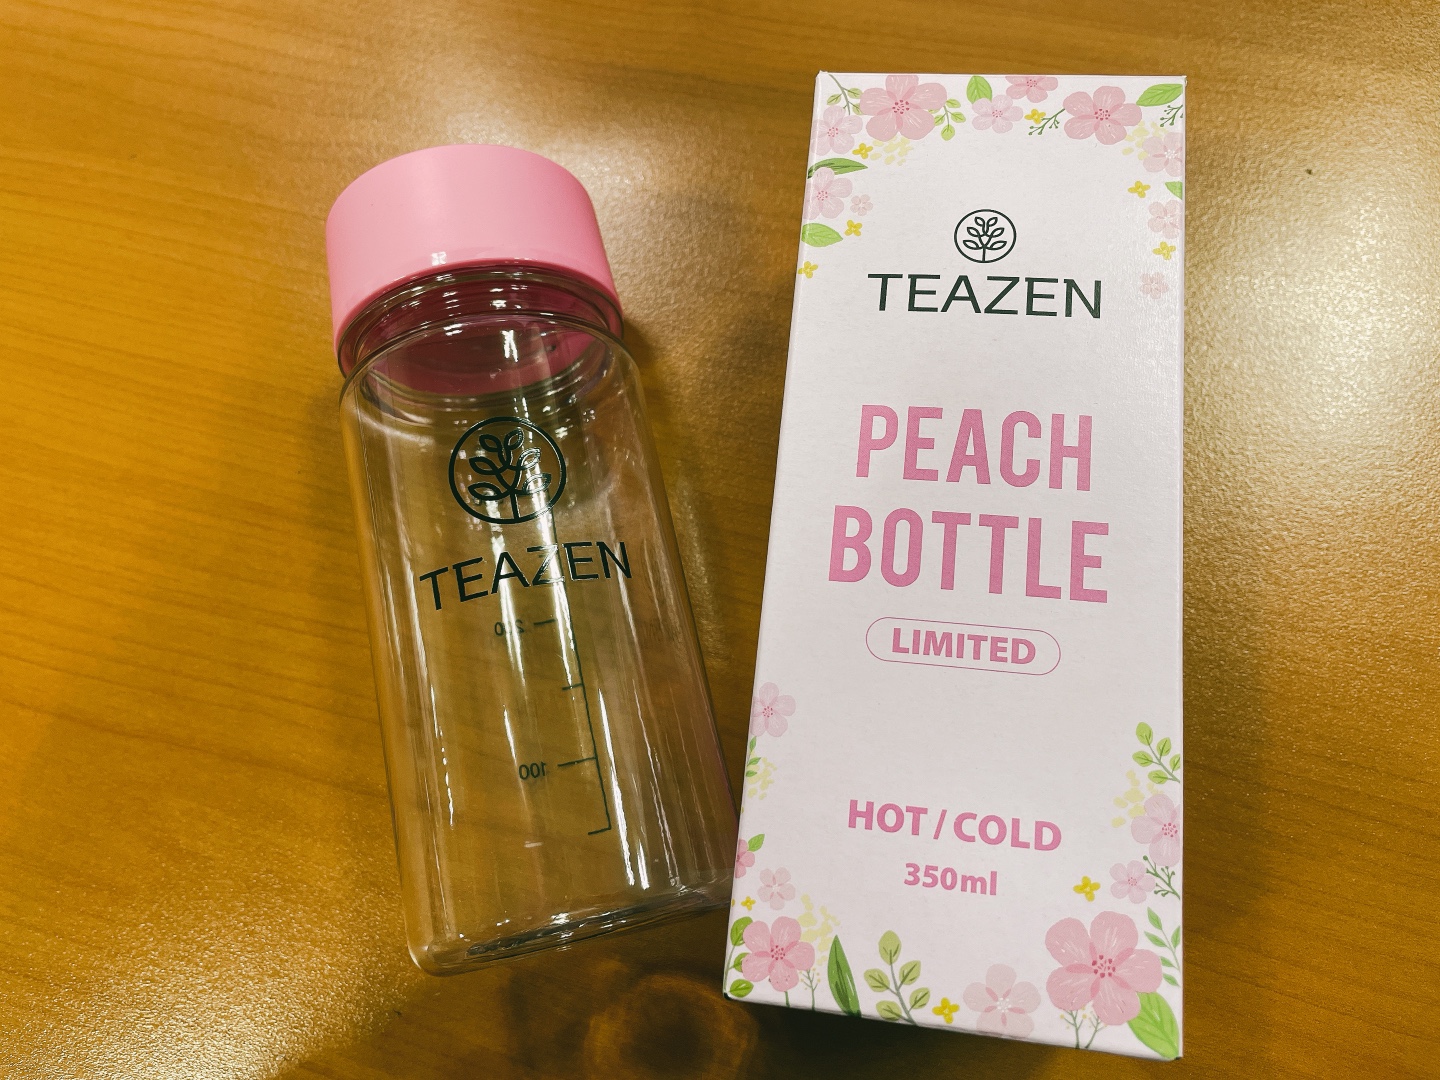 TEAZEN
200
100
TEAZEN
PEACH
BOTTLE
LIMITED
HOT / COLD
350ml